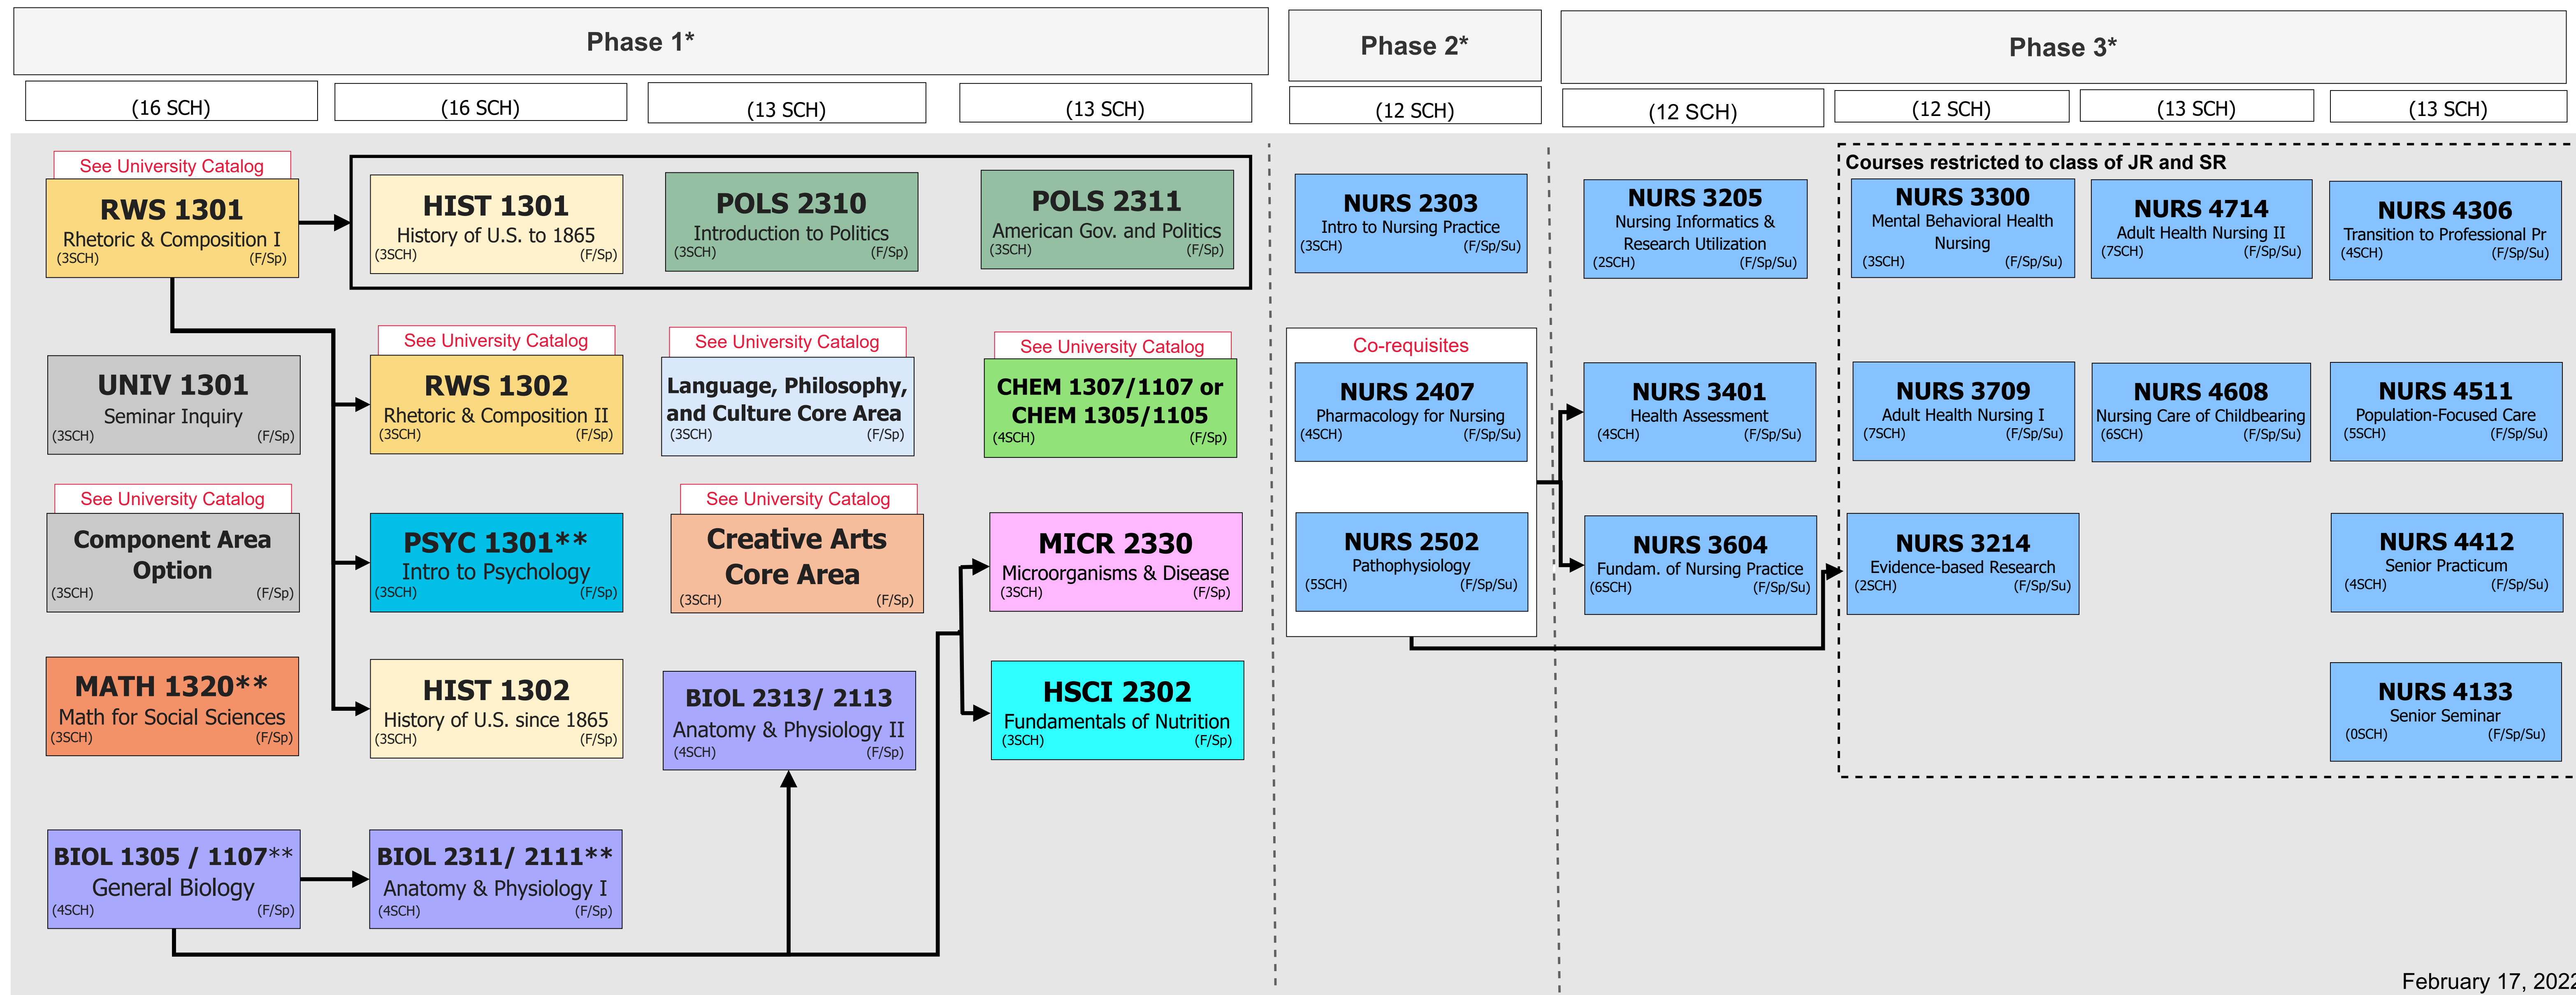 Phase 1*
Phase 2*
Phase 3*
(16 SCH)
(16 SCH)
(13 SCH)
(13 SCH)
(12 SCH)
(12 SCH)
(12 SCH)
(13 SCH)
(13 SCH)
See University Catalog
RWS 1301
Rhetoric & Composition I
(3SCH) (F/Sp)
HIST 1301
History of U.S. to 1865
(3SCH) (F/Sp)
POLS 2310
Introduction to Politics
(3SCH) (F/Sp)
POLS 2311
American Gov. and Politics
(3SCH) (F/Sp)
NURS 2303
Intro to Nursing Practice
(3SCH) (F/Sp/Su)
NURS 3205
Nursing Informatics &
Research Utilization
(2SCH) (F/Sp/Su)
Courses restricted to class of JR and SR
NURS 3300
Mental Behavioral Health
Nursing
(3SCH) (F/Sp/Su)
NURS 4714
Adult Health Nursing II
(7SCH) (F/Sp/Su)
NURS 4306
Transition to Professional Pr
(4SCH) (F/Sp/Su)
UNIV 1301
Seminar Inquiry
(3SCH) (F/Sp)
See University Catalog
RWS 1302
Rhetoric & Composition II
(3SCH) (F/Sp)
See University Catalog
Language, Philosophy,
and Culture Core Area
(3SCH) (F/Sp)
See University Catalog
CHEM 1307/1107 or
CHEM 1305/1105
(4SCH) (F/Sp)
Co-requisites
NURS 2407
Pharmacology for Nursing
(4SCH) (F/Sp/Su)
NURS 3401
Health Assessment
(4SCH) (F/Sp/Su)
NURS 3709
Adult Health Nursing I
(7SCH) (F/Sp/Su)
NURS 4608
Nursing Care of Childbearing
(6SCH) (F/Sp/Su)
NURS 4511
Population-Focused Care
(5SCH) (F/Sp/Su)
See University Catalog
Component Area
Option
(3SCH) (F/Sp)
PSYC 1301**
Intro to Psychology
(3SCH) (F/Sp)
See University Catalog
Creative Arts
Core Area
(3SCH) (F/Sp)
MICR 2330
Microorganisms & Disease
(3SCH) (F/Sp)
NURS 2502
Pathophysiology
(5SCH) (F/Sp/Su)
NURS 3604
Fundam. of Nursing Practice
(6SCH) (F/Sp/Su)
NURS 3214
Evidence-based Research
(2SCH) (F/Sp/Su)
NURS 4412
Senior Practicum
(4SCH) (F/Sp/Su)
MATH 1320**
Math for Social Sciences
(3SCH) (F/Sp)
HIST 1302
History of U.S. since 1865
(3SCH) (F/Sp)
BIOL 2313/ 2113
Anatomy & Physiology II
(4SCH) (F/Sp)
HSCI 2302
Fundamentals of Nutrition
(3SCH) (F/Sp)
NURS 4133
Senior Seminar
(0SCH) (F/Sp/Su)
BIOL 1305 / 1107**
General Biology
(4SCH) (F/Sp)
BIOL 2311/ 2111**
Anatomy & Physiology I
(4SCH) (F/Sp)
February 17, 2022